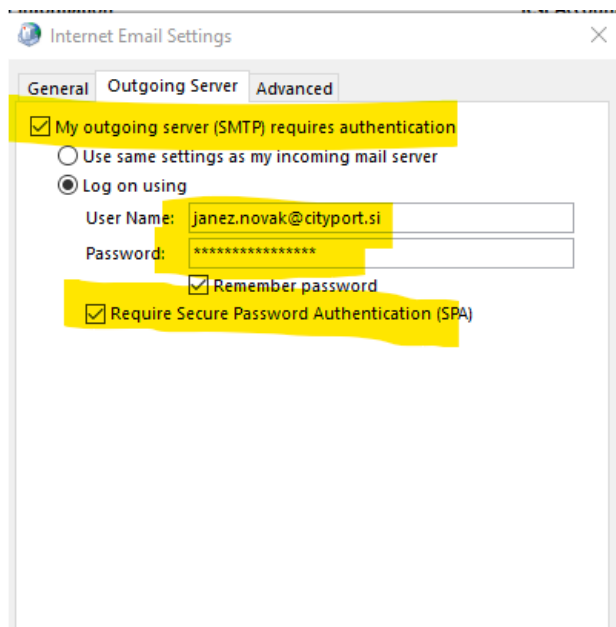 Internet Email Settings
General Outgoing Server Advanced
My outgoing server (SMTP) requires authentication
Use same settings as my incoming mail server
Log on using
User Name: janez.novak@cityport.si
Password: ****************
Remember password
Require Secure Password Authentication (SPA)